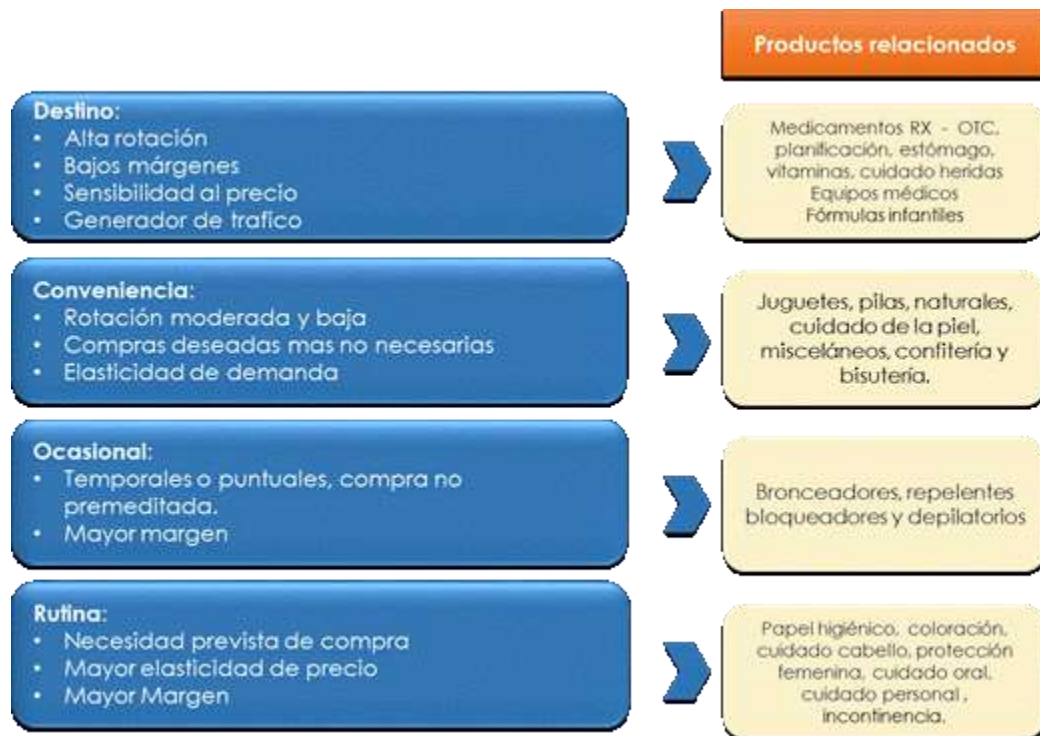 Productos relacionados
Destino:
• Alta rotación
• Bajos márgenes
• Sensibilidad al precio
• Generador de trafico
Medicamentos RX - OTC,
planificación, estómago,
vitaminas, cuidado heridas
Equipos médicos
Fórmulas infantiles
Conveniencia:
• Rotación moderada y baja
• Compras deseadas mas no necesarias
• Elasticidad de demanda
Juguetes, pilas, naturales,
cuidado de la piel,
misceláneos, confitería y
bisutería.
Ocasional:
• Temporales o puntuales, compra no
premeditada.
• Mayor margen
Bronceadores, repelentes
bloqueadores y depilatorios
Rutina:
• Necesidad prevista de compra
• Mayor elasticidad de precio
• Mayor Margen
Papel higiénico, coloración,
cuidado cabello, protección
femenina, cuidado oral,
cuidado personal ,
incontinencia.